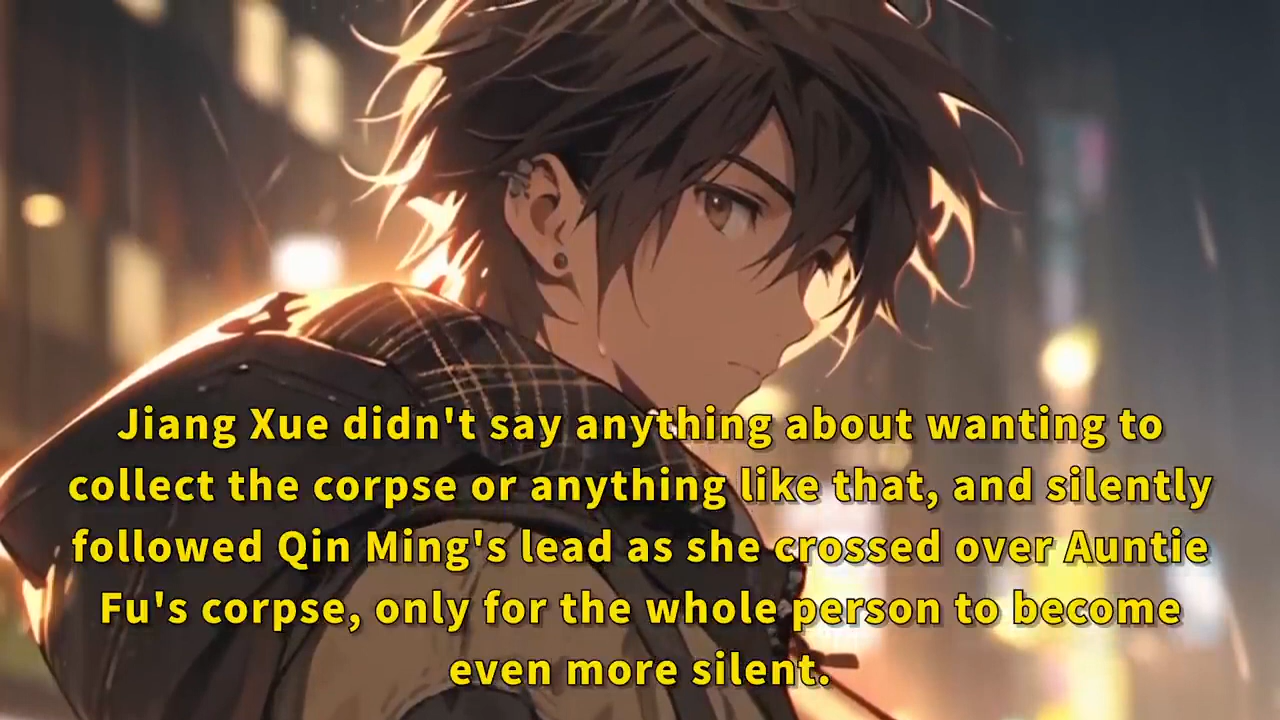 Jiang Xue didn't say anything about wanting to
collect the corpse or anything like that, and silently
followed Qin Ming's lead as she crossed over Auntie
Fu's corpse, only for the whole person to become
even more silent.